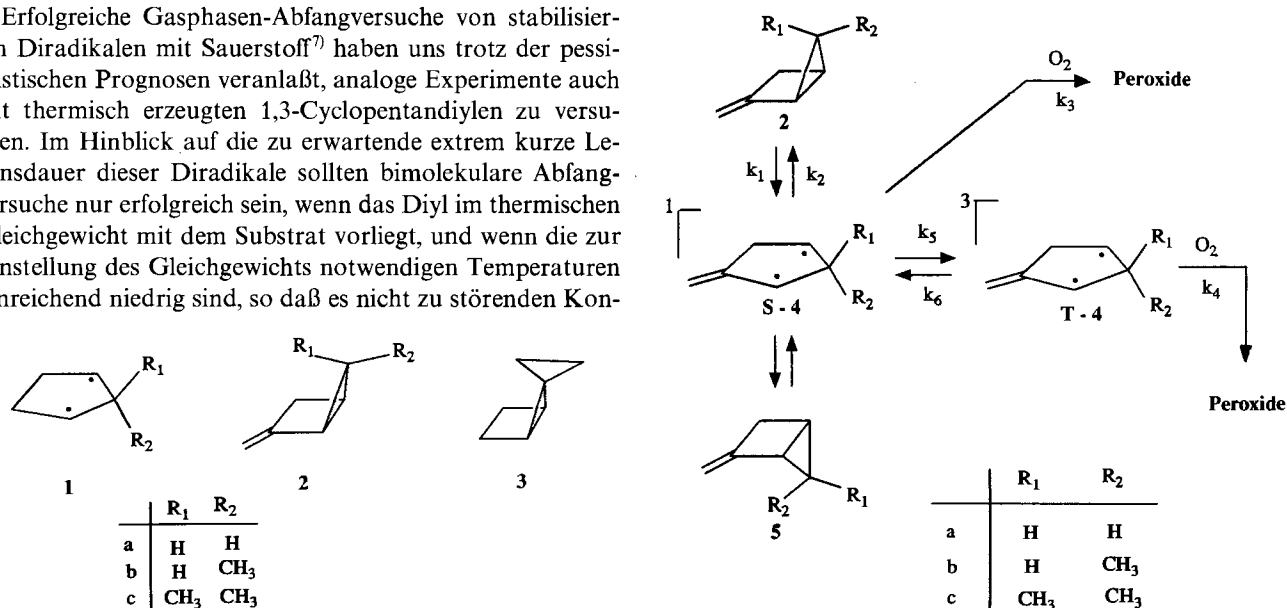 Erfolgreiche Gasphasen-Abfangversuche von stabilisier-
n Diradikalen mit Sauerstoff⁷⁾ haben uns trotz der pessi-
istischen Prognosen veranlaßt, analoge Experimente auch
it thermisch erzeugten 1,3-Cyclopentandiylen zu versu-
en. Im Hinblick auf die zu erwartende extrem kurze Le-
nsdauer dieser Diradikale sollten bimolekulare Abfang-
rsuche nur erfolgreich sein, wenn das Diyl im thermischen
leichgewicht mit dem Substrat vorliegt, und wenn die zur
nstellung des Gleichgewichts notwendigen Temperaturen
nreichend niedrig sind, so daß es nicht zu störenden Kon-
R₁
R₂
1
R₁ R₂
2
3
R₁ R₂
a H H
b H CH₃
c CH₃ CH₃
R₁ R₂
2
O₂
k₃
Peroxide
k₁ k₂
1
R₁
R₂
S - 4
k₅
k₆
3
R₁
R₂
T - 4
O₂
k₄
Peroxide
R₂ R₁
5
R₁ R₂
a H H
b H CH₃
c CH₃ CH₃